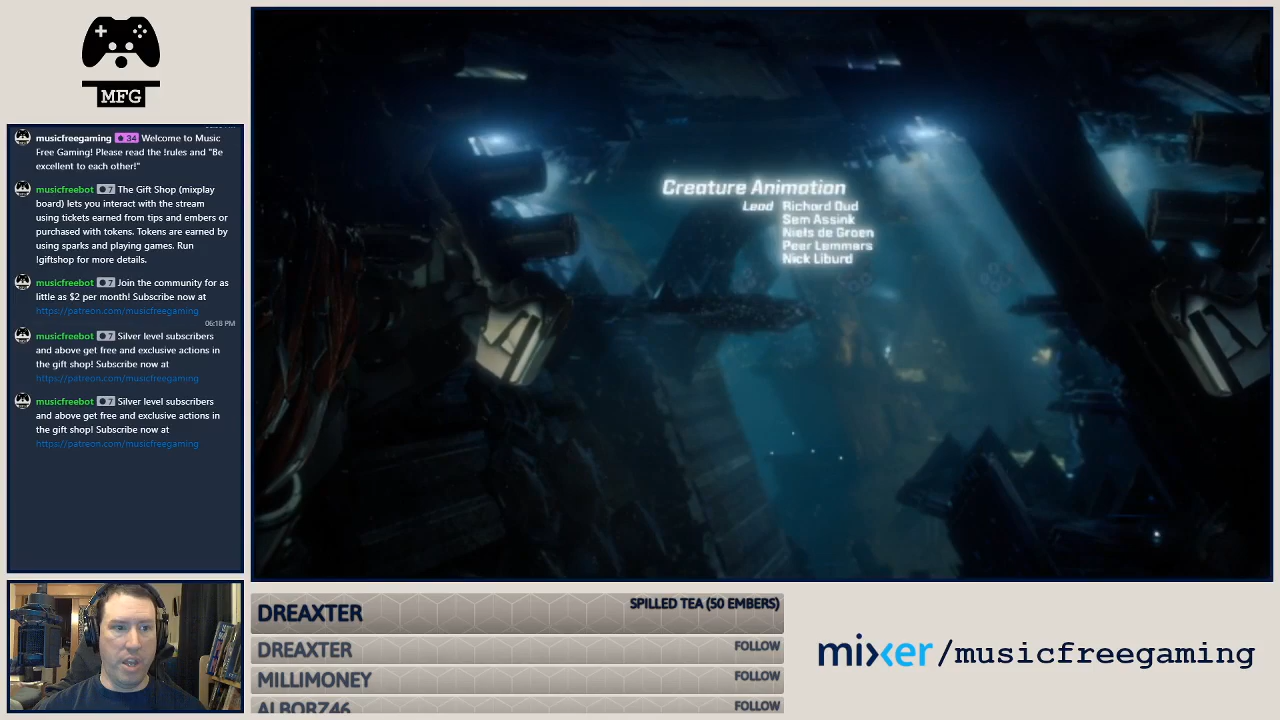 MFG
musicfreegaming 34 Welcome to Music
Free Gaming! Please read the !rules and "Be
excellent to each other!"
musicfreebot 7 The Gift Shop (mixplay
board) lets you interact with the stream
using tickets earned from tips and embers or
purchased with tokens. Tokens are earned by
using sparks and playing games. Run
!giftshop for more details.
musicfreebot 7 Join the community for as
little as $2 per month! Subscribe now at
https://patreon.com/musicfreegaming
06:18 PM
musicfreebot 7 Silver level subscribers
and above get free and exclusive actions in
the gift shop! Subscribe now at
https://patreon.com/musicfreegaming
musicfreebot 7 Silver level subscribers
and above get free and exclusive actions in
the gift shop! Subscribe now at
https://patreon.com/musicfreegaming
Creature Animation
Lead Richard Oud
Sem Assink
Niels de Groen
Peer Lemmers
Nick Liburd
DREAXTER SPILLED TEA (50 EMBERS)
DREAXTER FOLLOW
MILLIMONEY FOLLOW
ALBORZ46 FOLLOW
mixer/musicfreegaming